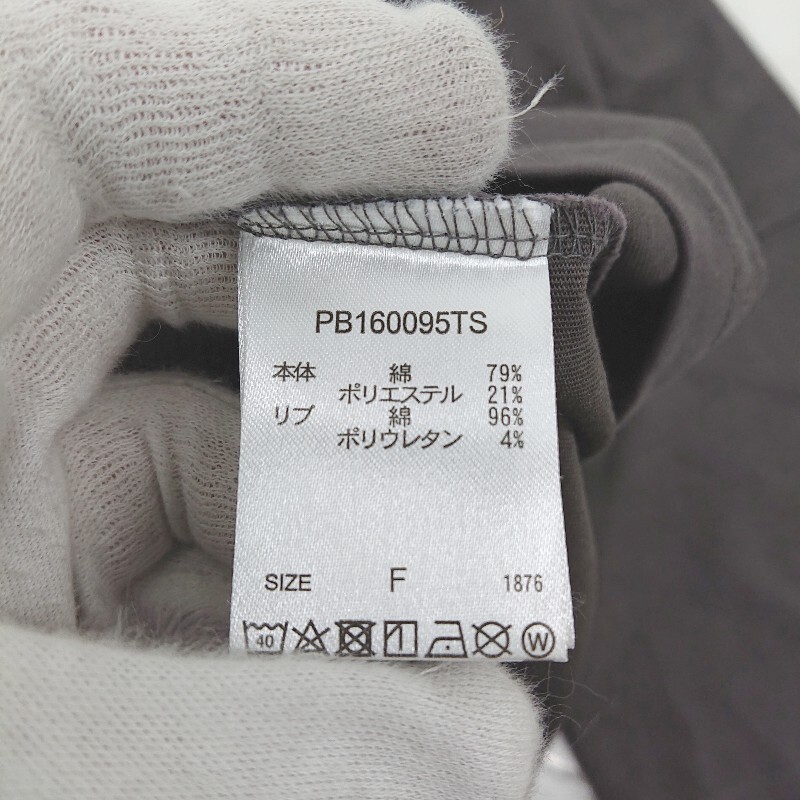 PB160095TS
本体 綿 79%
ポリエステル 21%
リブ 綿 96%
ポリウレタン 4%
SIZE F 1876
40 W